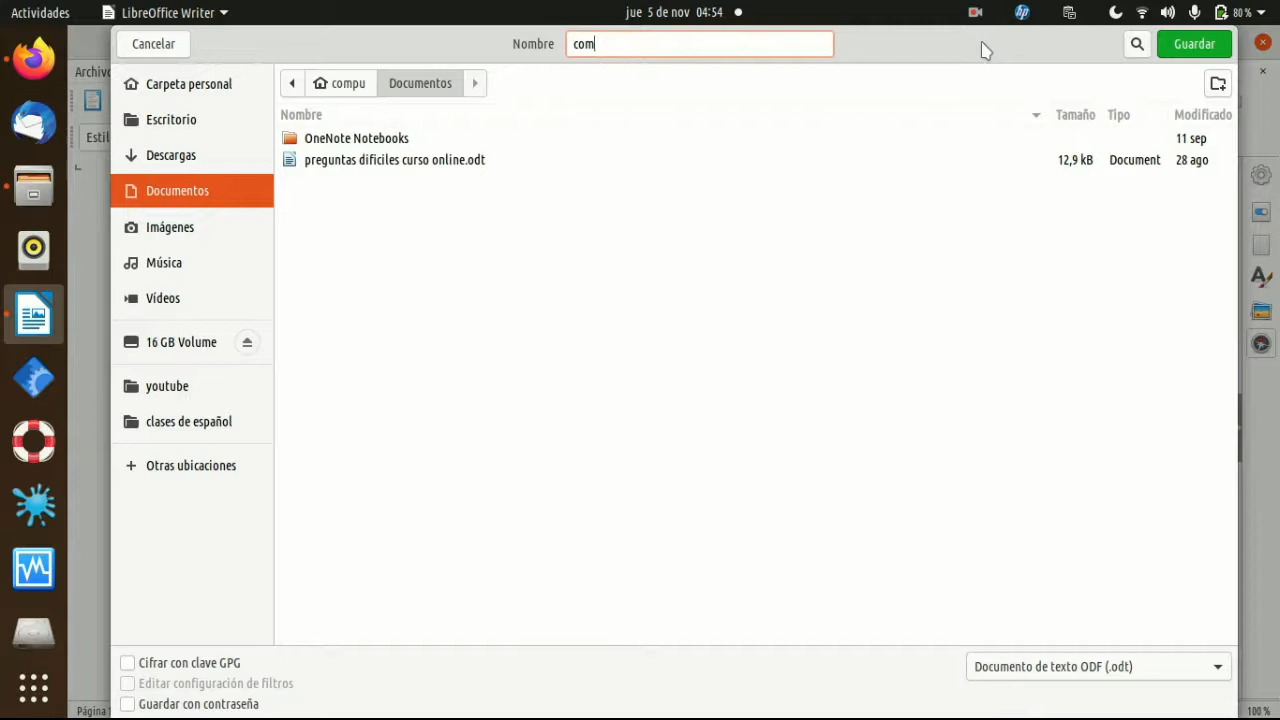 Actividades LibreOffice Writer jue 5 de nov 04:54 80 %
Cancelar Nombre com Guardar
Archivo
Carpeta personal compu Documentos
Nombre Tamaño Tipo Modificado
Escritorio OneNote Notebooks 11 sep
Estil
Descargas preguntas dificiles curso online.odt 12,9 kB Document 28 ago
Documentos
Imágenes
Música
Vídeos
16 GB Volume
youtube
clases de español
Otras ubicaciones
Cifrar con clave GPG Documento de texto ODF (.odt)
Editar configuración de filtros
Guardar con contraseña
Página 1 100 %